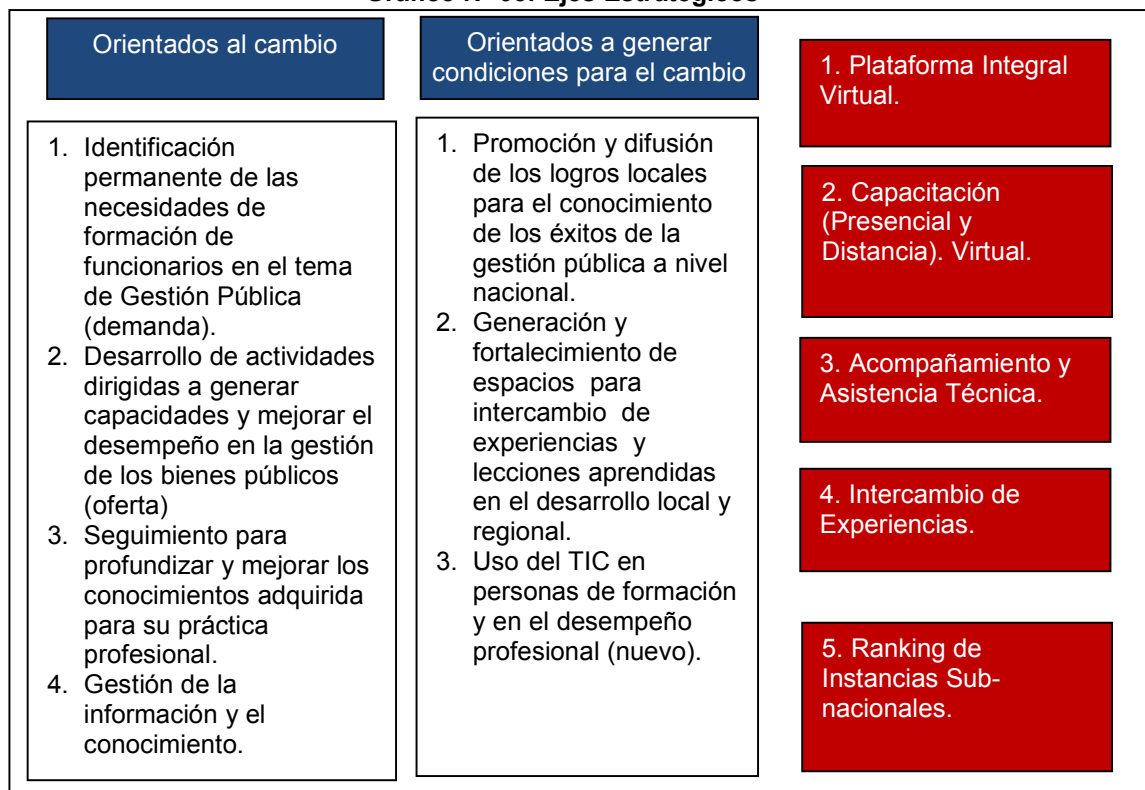 Orientados al cambio
1. Identificación
permanente de las
necesidades de
formación de
funcionarios en el tema
de Gestión Pública
(demanda).
2. Desarrollo de actividades
dirigidas a generar
capacidades y mejorar el
desempeño en la gestión
de los bienes públicos
(oferta)
3. Seguimiento para
profundizar y mejorar los
conocimientos adquirida
para su práctica
profesional.
4. Gestión de la
información y el
conocimiento.
Orientados a generar
condiciones para el cambio
1. Promoción y difusión
de los logros locales
para el conocimiento
de los éxitos de la
gestión pública a nivel
nacional.
2. Generación y
fortalecimiento de
espacios para
intercambio de
experiencias y
lecciones aprendidas
en el desarrollo local y
regional.
3. Uso del TIC en
personas de formación
y en el desempeño
profesional (nuevo).
1. Plataforma Integral
Virtual.
2. Capacitación
(Presencial y
Distancia). Virtual.
3. Acompañamiento y
Asistencia Técnica.
4. Intercambio de
Experiencias.
5. Ranking de
Instancias Sub-
nacionales.